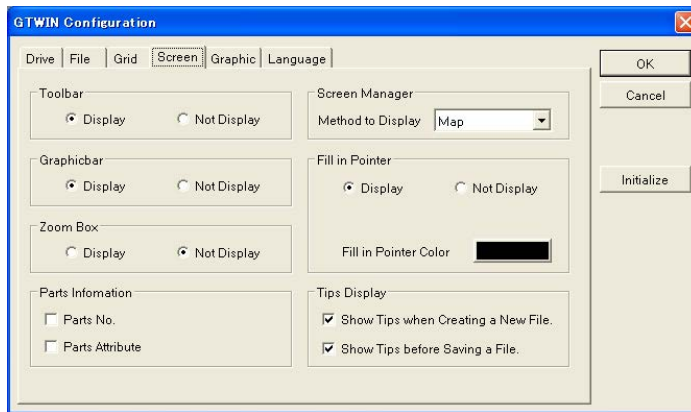 GTWIN Configuration
Drive File Grid Screen Graphic Language
Toolbar
Display Not Display
Graphicbar
Display Not Display
Zoom Box
Display Not Display
Parts Infomation
Parts No.
Parts Attribute
Screen Manager
Method to Display Map
Fill in Pointer
Display Not Display
Fill in Pointer Color
Tips Display
Show Tips when Creating a New File.
Show Tips before Saving a File.
OK
Cancel
Initialize